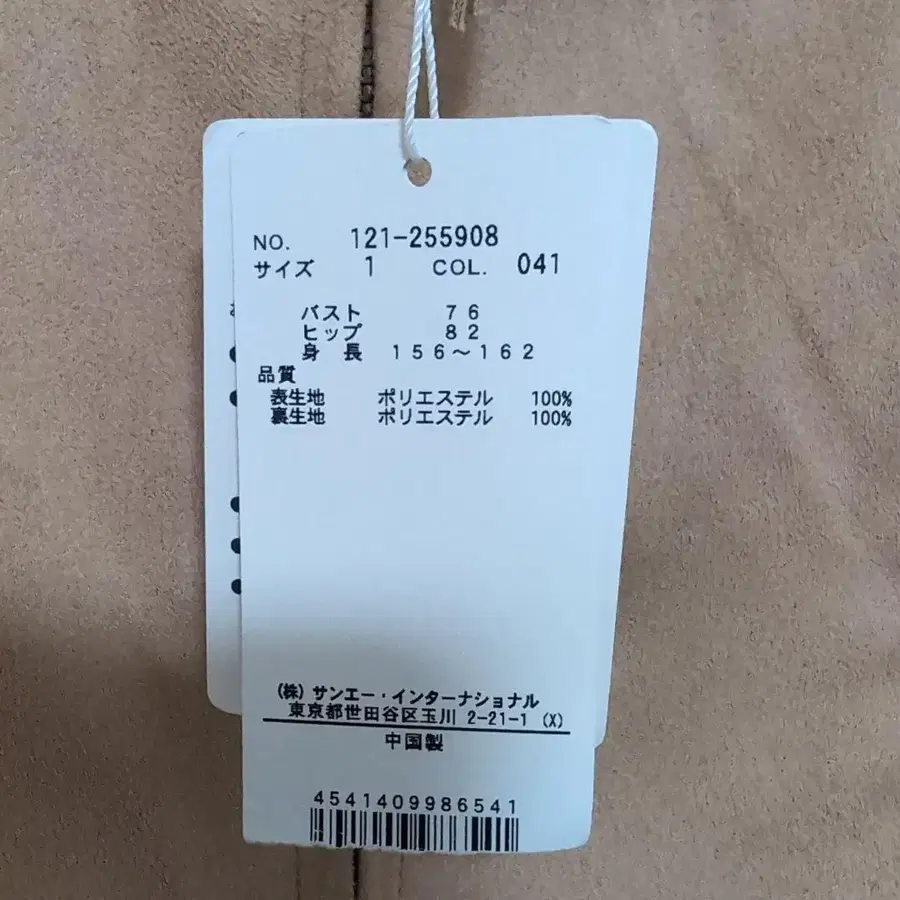 NO. 121-255908
サイズ 1 COL. 041
バスト 76
ヒップ 82
身長 156～162
品質
表生地 ポリエステル 100%
裏生地 ポリエステル 100%
(株) サンエー・インターナショナル
東京都世田谷区玉川 2-21-1 (X)
中国製
4541409986541